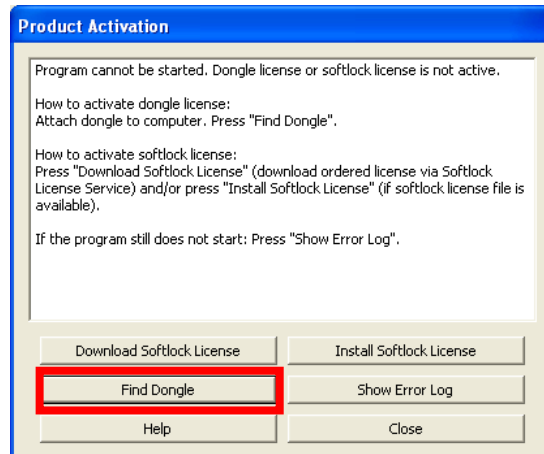 Product Activation
Program cannot be started. Dongle license or softlock license is not active.
How to activate dongle license:
Attach dongle to computer. Press "Find Dongle".
How to activate softlock license:
Press "Download Softlock License" (download ordered license via Softlock
License Service) and/or press "Install Softlock License" (if softlock license file is
available).
If the program still does not start: Press "Show Error Log".
Download Softlock License
Install Softlock License
Find Dongle
Show Error Log
Help
Close